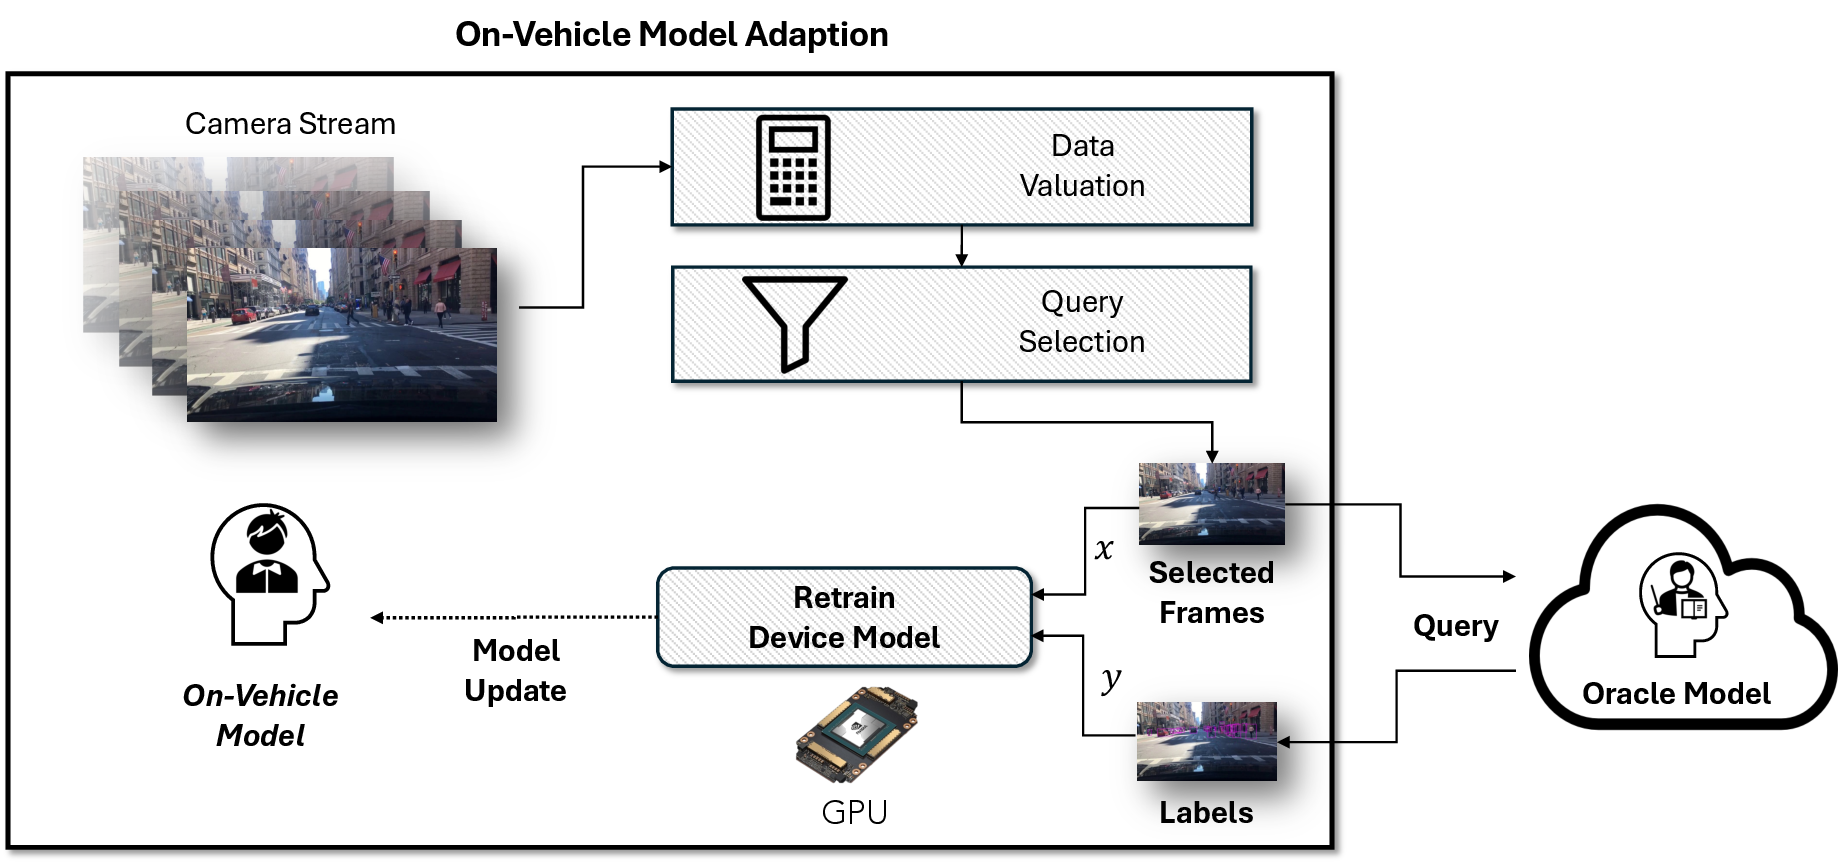 On-Vehicle Model Adaption
Camera Stream
Data
Valuation
Query
Selection
x
Selected
Frames
Retrain
Device Model
Query
Model
Update
y
On-Vehicle
Model
Oracle Model
GPU
Labels